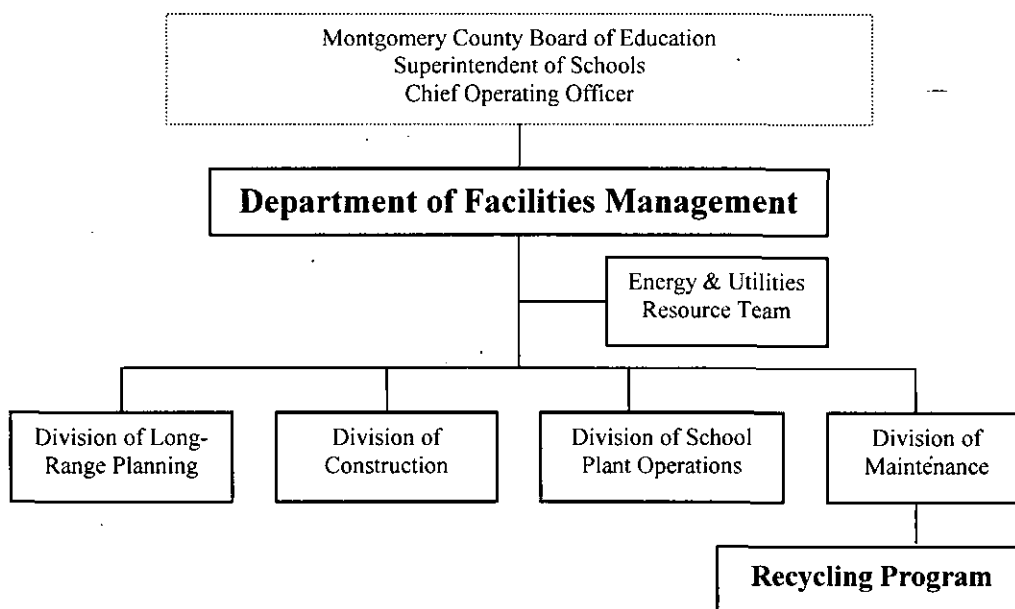 Montgomery County Board of Education
Superintendent of Schools
Chief Operating Officer
Department of Facilities Management
Energy & Utilities
Resource Team
Division of Long-
Range Planning
Division of
Construction
Division of School
Plant Operations
Division of
Maintenance
Recycling Program